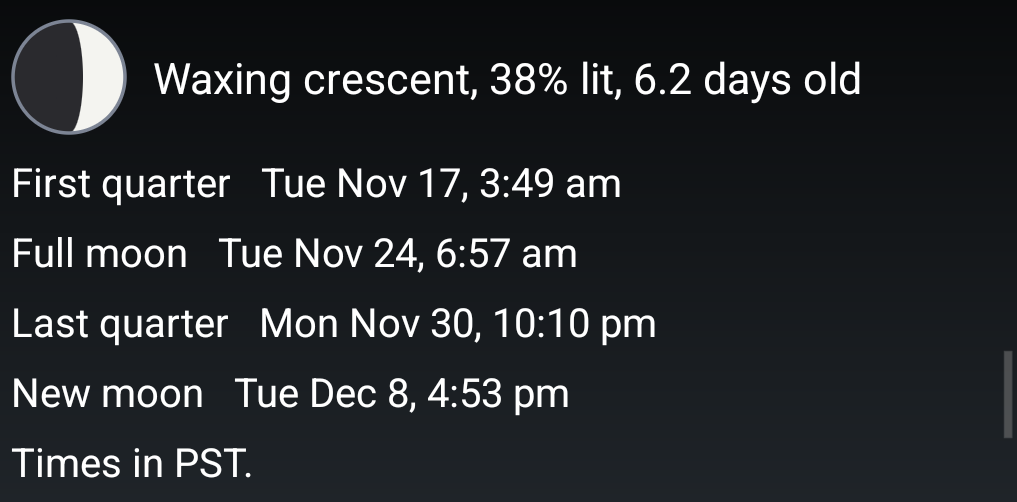 Waxing crescent, 38% lit, 6.2 days old
First quarter Tue Nov 17, 3:49 am
Full moon Tue Nov 24, 6:57 am
Last quarter Mon Nov 30, 10:10 pm
New moon Tue Dec 8, 4:53 pm
Times in PST.